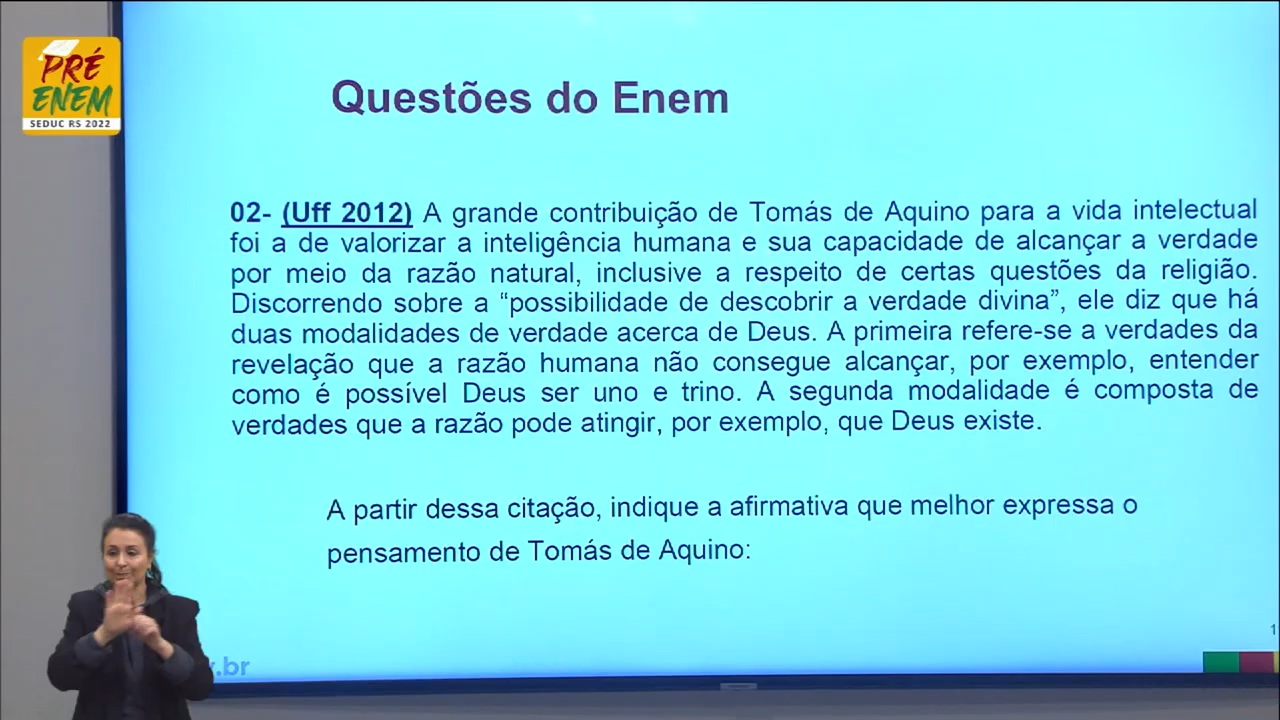 PRÉ
ENEM
SEDUC RS 2022
Questões do Enem
02- (Uff 2012) A grande contribuição de Tomás de Aquino para a vida intelectual
foi a de valorizar a inteligência humana e sua capacidade de alcançar a verdade
por meio da razão natural, inclusive a respeito de certas questões da religião.
Discorrendo sobre a “possibilidade de descobrir a verdade divina”, ele diz que há
duas modalidades de verdade acerca de Deus. A primeira refere-se a verdades da
revelação que a razão humana não consegue alcançar, por exemplo, entender
como é possível Deus ser uno e trino. A segunda modalidade é composta de
verdades que a razão pode atingir, por exemplo, que Deus existe.
A partir dessa citação, indique a afirmativa que melhor expressa o
pensamento de Tomás de Aquino:
1
.br